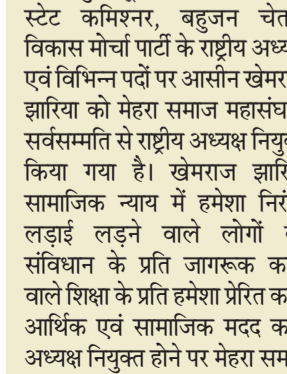 स्टेट कमिश्नर, बहुजन चेत
विकास मोर्चा पार्टी के राष्ट्रीय अध्य
एवं विभिन्न पदों पर आसीन खेमरा
झारिया को मेहरा समाज महासंघ
सर्वसम्मति से राष्ट्रीय अध्यक्ष नियु
किया गया है। खेमराज झारि
सामाजिक न्याय में हमेशा निरं
लड़ाई लड़ने वाले लोगों
संविधान के प्रति जागरूक क
वाले शिक्षा के प्रति हमेशा प्रेरित क
आर्थिक एवं सामाजिक मदद क
अध्यक्ष नियुक्त होने पर मेहरा सम